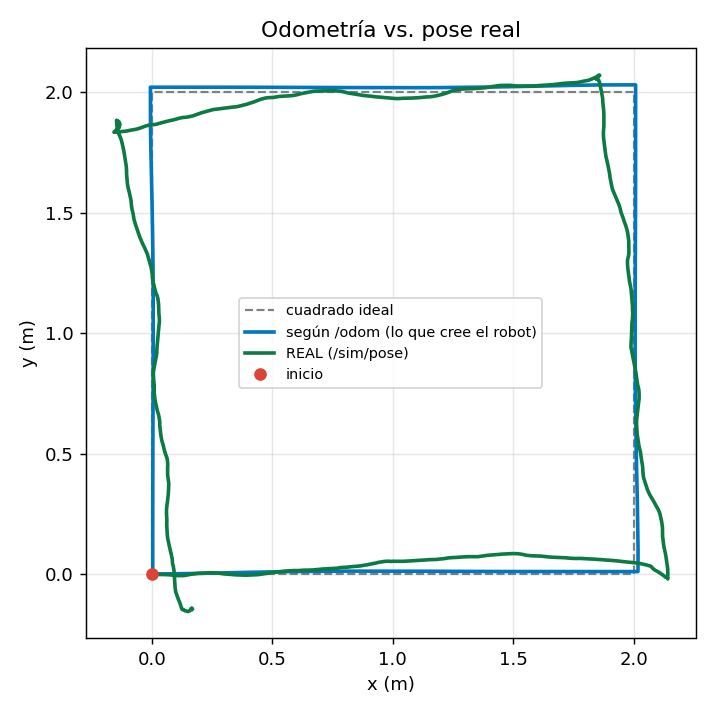 Odometría vs. pose real
2.0
1.5
1.0
0.5
0.0
y (m)
cuadrado ideal
según /odom (lo que cree el robot)
REAL (/sim/pose)
inicio
0.0 0.5 1.0 1.5 2.0
x (m)